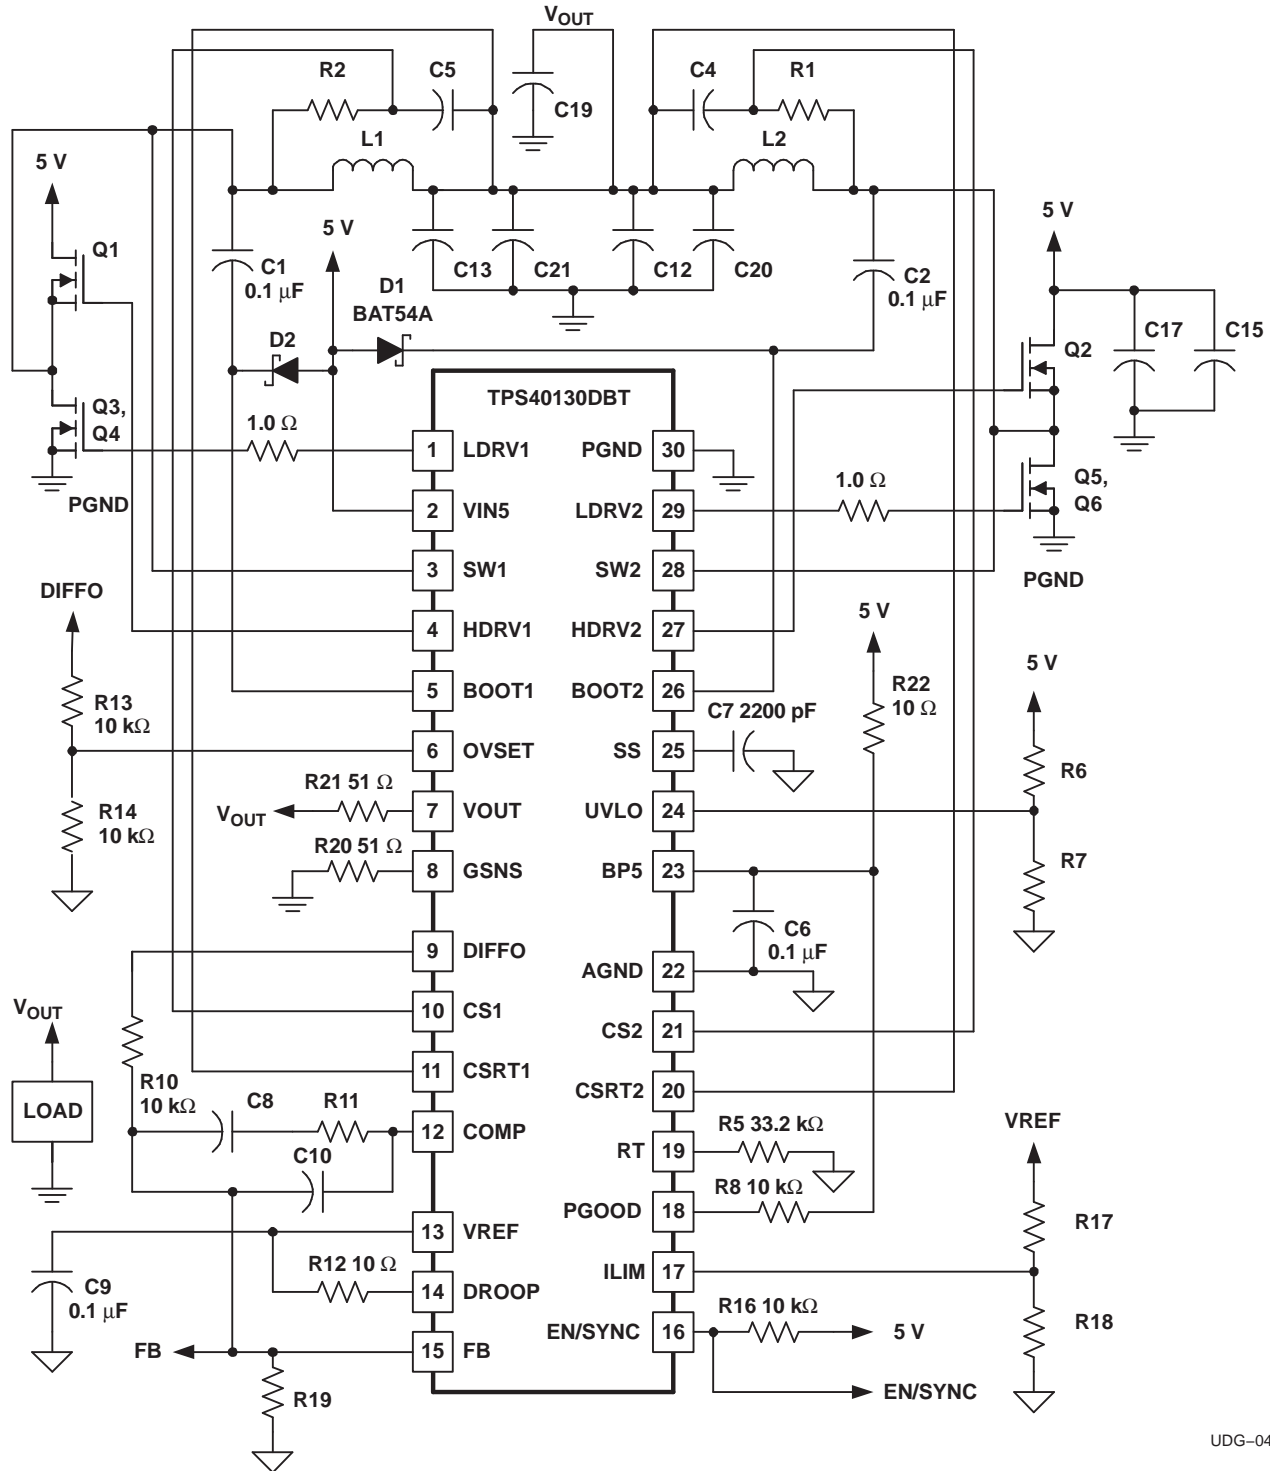 VOUT
R2
C5
C4
R1
C19
L1
L2
5 V
5 V
5 V
Q1
C1
0.1 μF
C13
C21
C12
C20
C2
0.1 μF
D1
BAT54A
D2
Q2
C17
C15
TPS40130DBT
Q3,
Q4
1.0 Ω
1 LDRV1
PGND 30
PGND
1.0 Ω
Q5,
Q6
2 VIN5
LDRV2 29
3 SW1
SW2 28
PGND
DIFFO
4 HDRV1
HDRV2 27
5 V
5 V
R13
10 kΩ
5 BOOT1
BOOT2 26
R22
10 Ω
C7 2200 pF
6 OVSET
SS 25
R6
R21 51 Ω
R14
10 kΩ
VOUT
7 VOUT
UVLO 24
R20 51 Ω
8 GSNS
BP5 23
R7
C6
0.1 μF
9 DIFFO
AGND 22
VOUT
10 CS1
CS2 21
11 CSRT1
CSRT2 20
R10
10 kΩ
LOAD
C8
R11
12 COMP
R5 33.2 kΩ
RT 19
VREF
C10
R8 10 kΩ
PGOOD 18
13 VREF
R17
R12 10 Ω
C9
0.1 μF
14 DROOP
ILIM 17
R16 10 kΩ
R18
EN/SYNC 16
5 V
FB
15 FB
EN/SYNC
R19
UDG–04